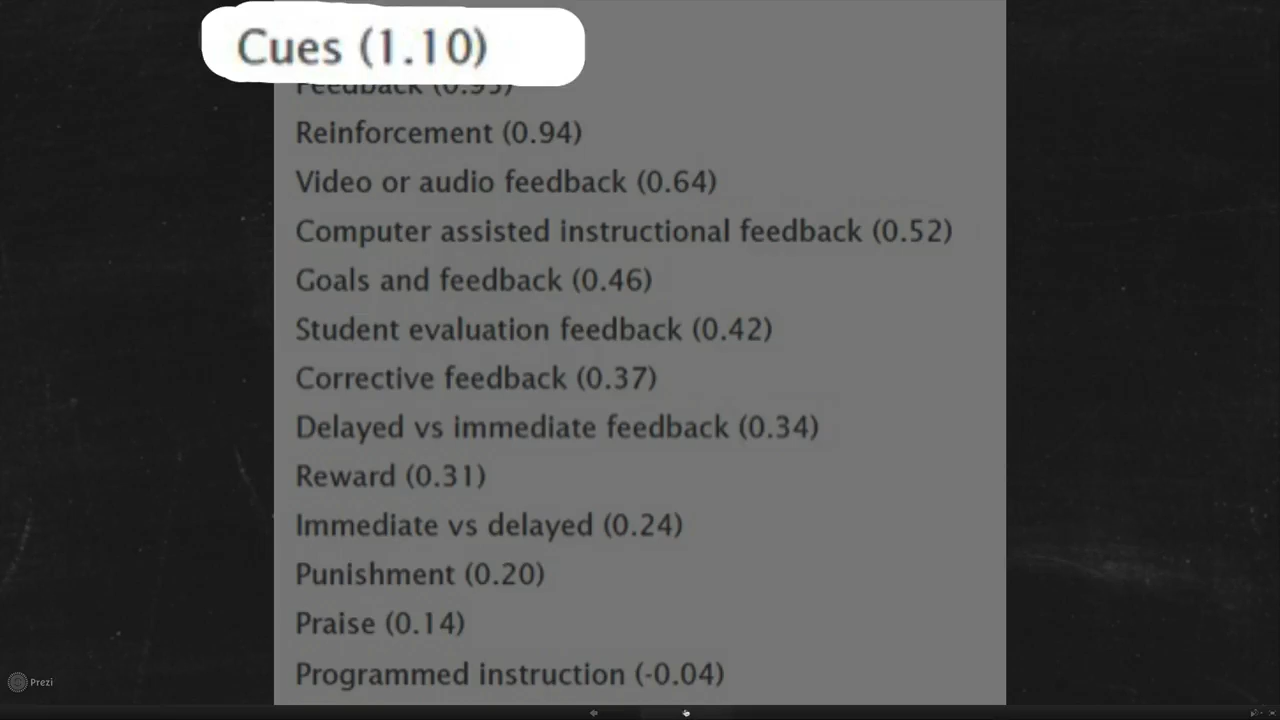 Cues (1.10)
Feedback (0.95)
Reinforcement (0.94)
Video or audio feedback (0.64)
Computer assisted instructional feedback (0.52)
Goals and feedback (0.46)
Student evaluation feedback (0.42)
Corrective feedback (0.37)
Delayed vs immediate feedback (0.34)
Reward (0.31)
Immediate vs delayed (0.24)
Punishment (0.20)
Praise (0.14)
Programmed instruction (-0.04)
Prezi